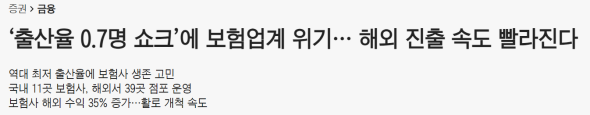 증권 > 금융
‘출산율 0.7명 쇼크’에 보험업계 위기… 해외 진출 속도 빨라진다
역대 최저 출산율에 보험사 생존 고민
국내 11곳 보험사, 해외서 39곳 점포 운영
보험사 해외 수익 35% 증가…활로 개척 속도